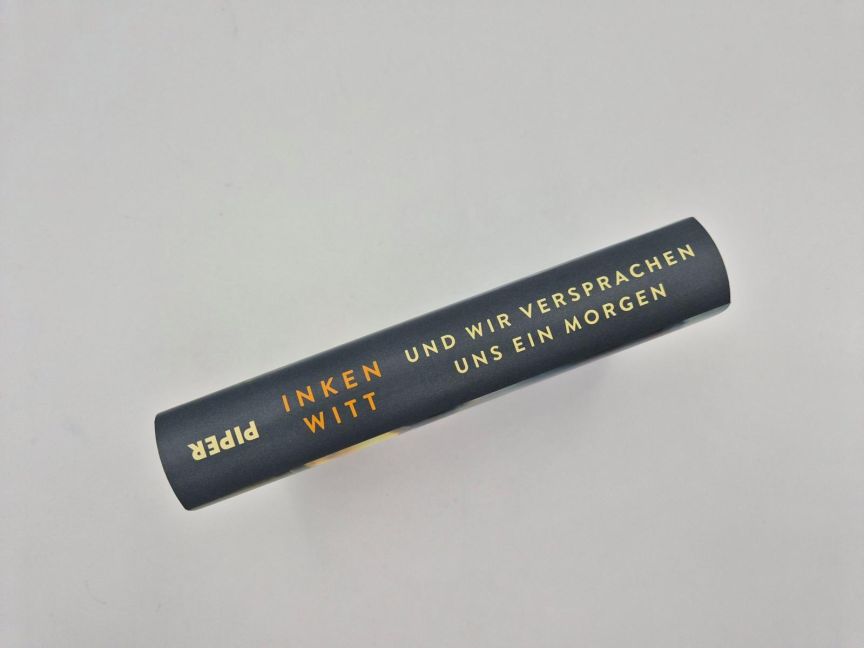 PIPER
INKEN
WITT
UND WIR VERSPRACHEN
UNS EIN MORGEN